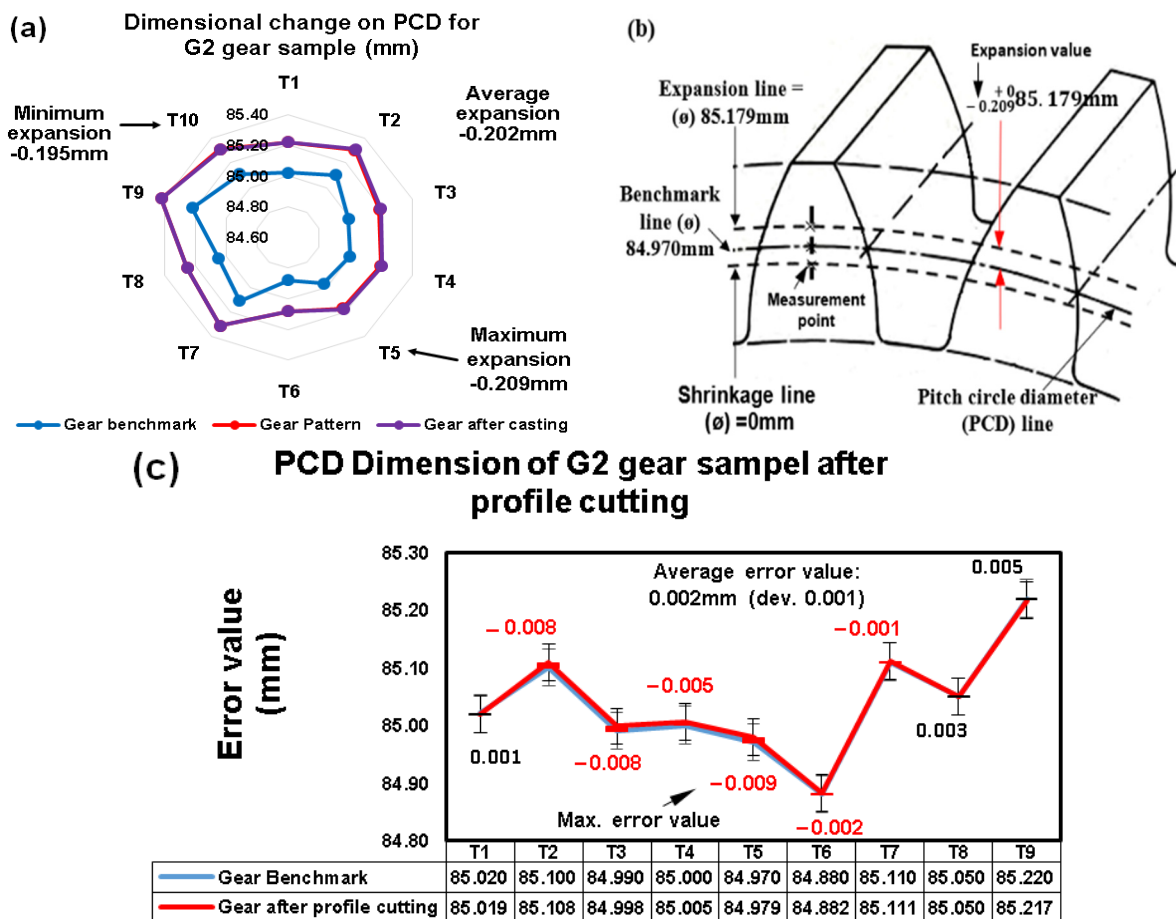 (a)
Dimensional change on PCD for
G2 gear sample (mm)
T1
T2
T3
T4
T5
T6
T7
T8
T9
T10
85.40
85.20
85.00
84.80
84.60
Minimum
expansion
-0.195mm
Average
expansion
-0.202mm
Maximum
expansion
-0.209mm
Gear benchmark
Gear Pattern
Gear after casting
(b)
Expansion value
+0
−0.209
85.179mm
Expansion line =
(ø) 85.179mm
Benchmark
line (ø)
84.970mm
Measurement
point
Shrinkage line
(ø) =0mm
Pitch circle diameter
(PCD) line
(c)
PCD Dimension of G2 gear sampel after
profile cutting
Error value
(mm)
85.30
85.20
85.10
85.00
84.90
84.80
Average error value:
0.002mm (dev. 0.001)
0.001
−0.008
−0.008
−0.005
−0.009
−0.002
−0.001
0.003
0.005
Max. error value
T1 T2 T3 T4 T5 T6 T7 T8 T9
Gear Benchmark 85.020 85.100 84.990 85.000 84.970 84.880 85.110 85.050 85.220
Gear after profile cutting 85.019 85.108 84.998 85.005 84.979 84.882 85.111 85.050 85.217